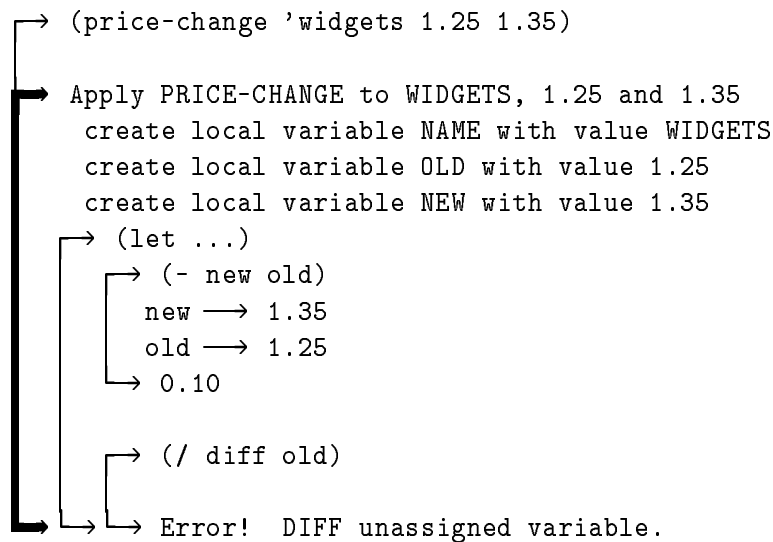 (price-change ’widgets 1.25 1.35)
Apply PRICE-CHANGE to WIDGETS, 1.25 and 1.35
create local variable NAME with value WIDGETS
create local variable OLD with value 1.25
create local variable NEW with value 1.35
(let ...)
(- new old)
new → 1.35
old → 1.25
0.10
(/ diff old)
Error! DIFF unassigned variable.